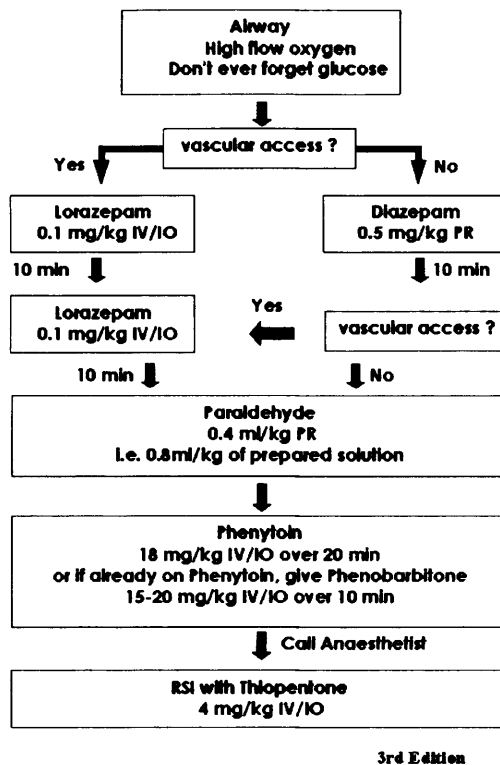 Airway
High flow oxygen
Don't ever forget glucose
vascular access ?
Yes
No
Lorazepam
0.1 mg/kg IV/IO
Diazepam
0.5 mg/kg PR
10 min
10 min
Lorazepam
0.1 mg/kg IV/IO
Yes
vascular access ?
10 min
No
Paraldehyde
0.4 ml/kg PR
i.e. 0.8ml/kg of prepared solution
Phenytoin
18 mg/kg IV/IO over 20 min
or if already on Phenytoin, give Phenobarbitone
15-20 mg/kg IV/IO over 10 min
Call Anaesthetist
RSI with Thiopentone
4 mg/kg IV/IO
3rd Edition